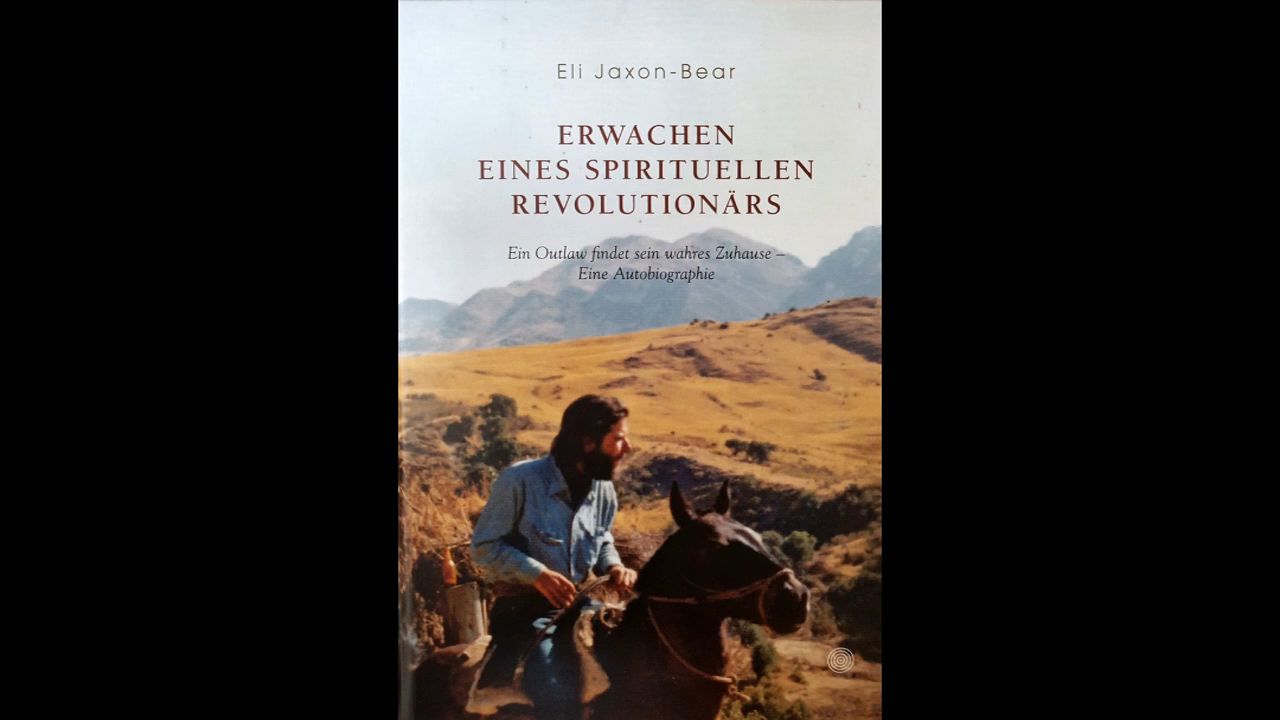 Eli Jaxon-Bear
ERWACHEN
EINES SPIRITUELLEN
REVOLUTIONÄRS
Ein Outlaw findet sein wahres Zuhause –
Eine Autobiographie